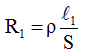 R₁ = ρ ℓ₁/S